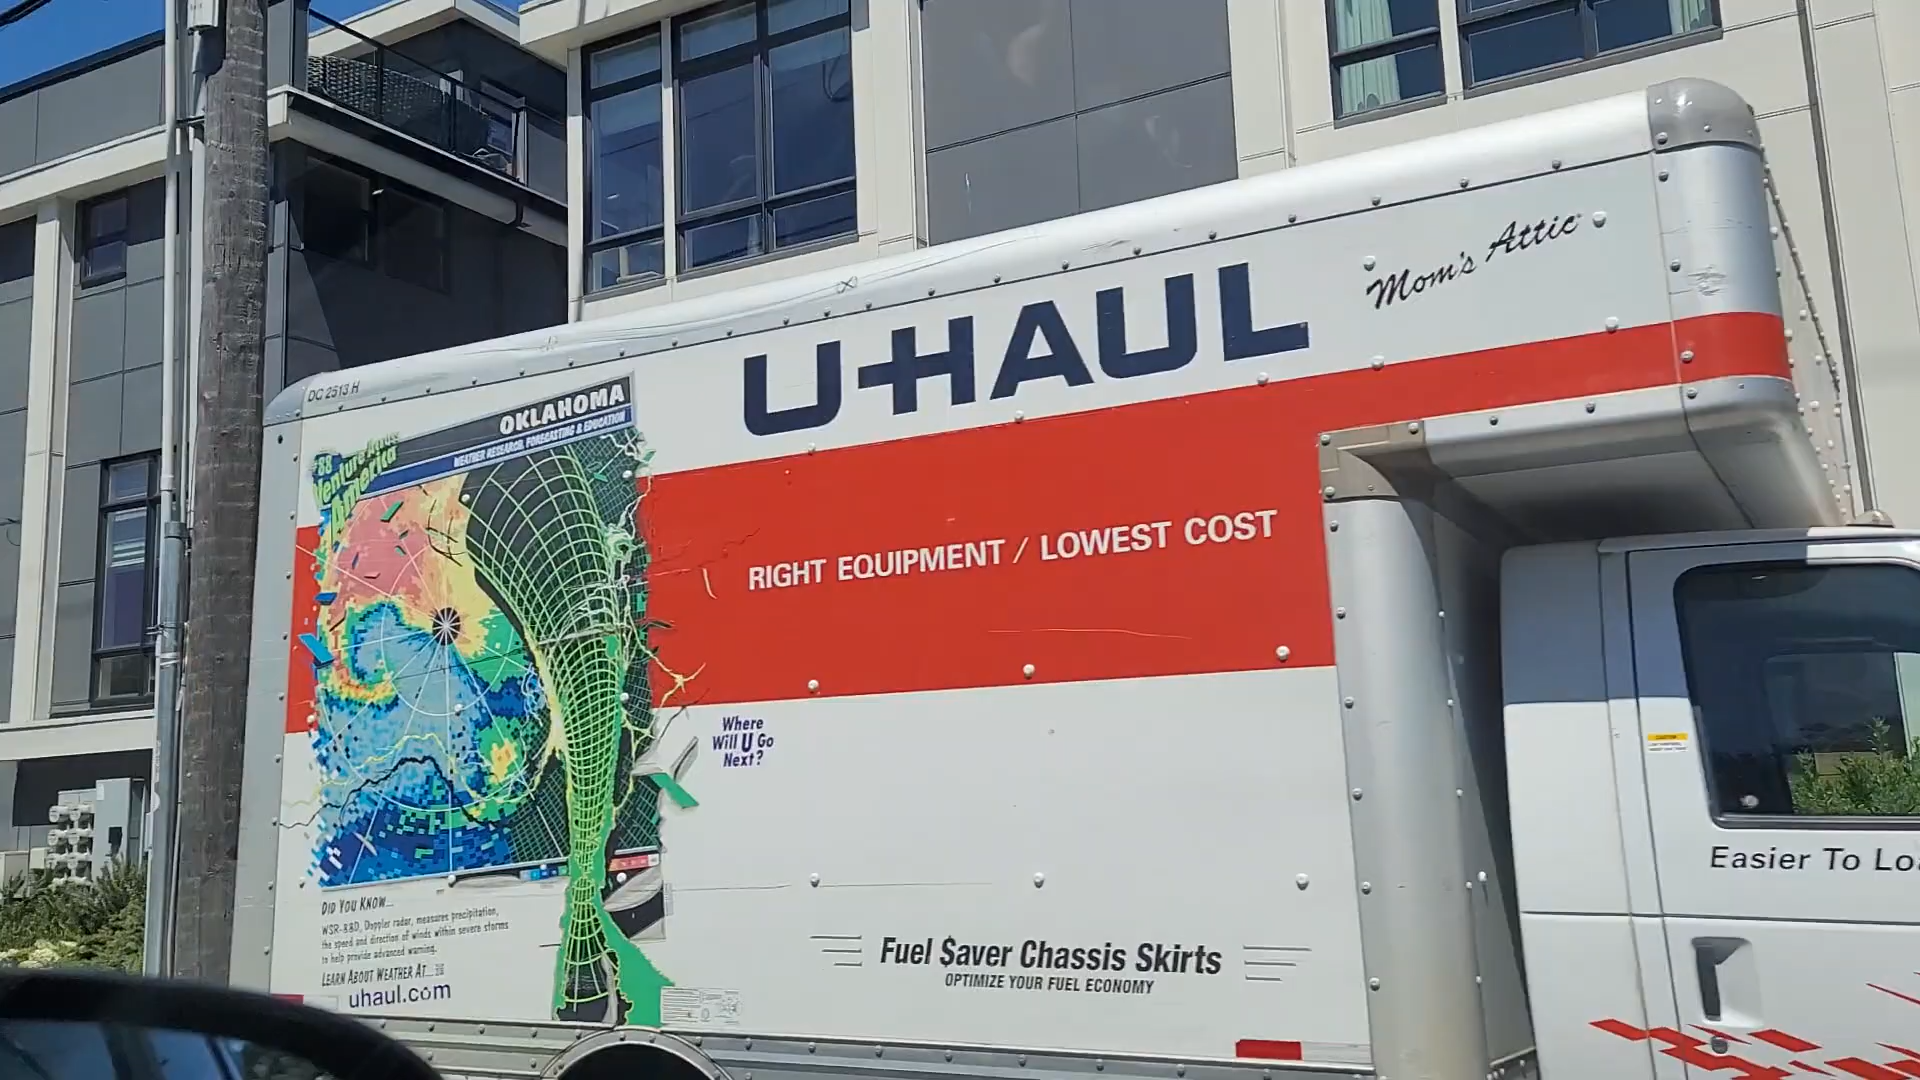 DC 2513 H
U-HAUL
Mom's Attic
OKLAHOMA
WEATHER RESEARCH, FORECASTING & EDUCATION
'88
Venture Across
America
RIGHT EQUIPMENT / LOWEST COST
Where
Will U Go
Next?
Easier To Lo
DID YOU KNOW...
WSR-88D, Doppler radar, measures precipitation,
the speed and direction of winds within severe storms
to help provide advanced warning.
LEARN ABOUT WEATHER AT...
uhaul.com
Fuel $aver Chassis Skirts
OPTIMIZE YOUR FUEL ECONOMY